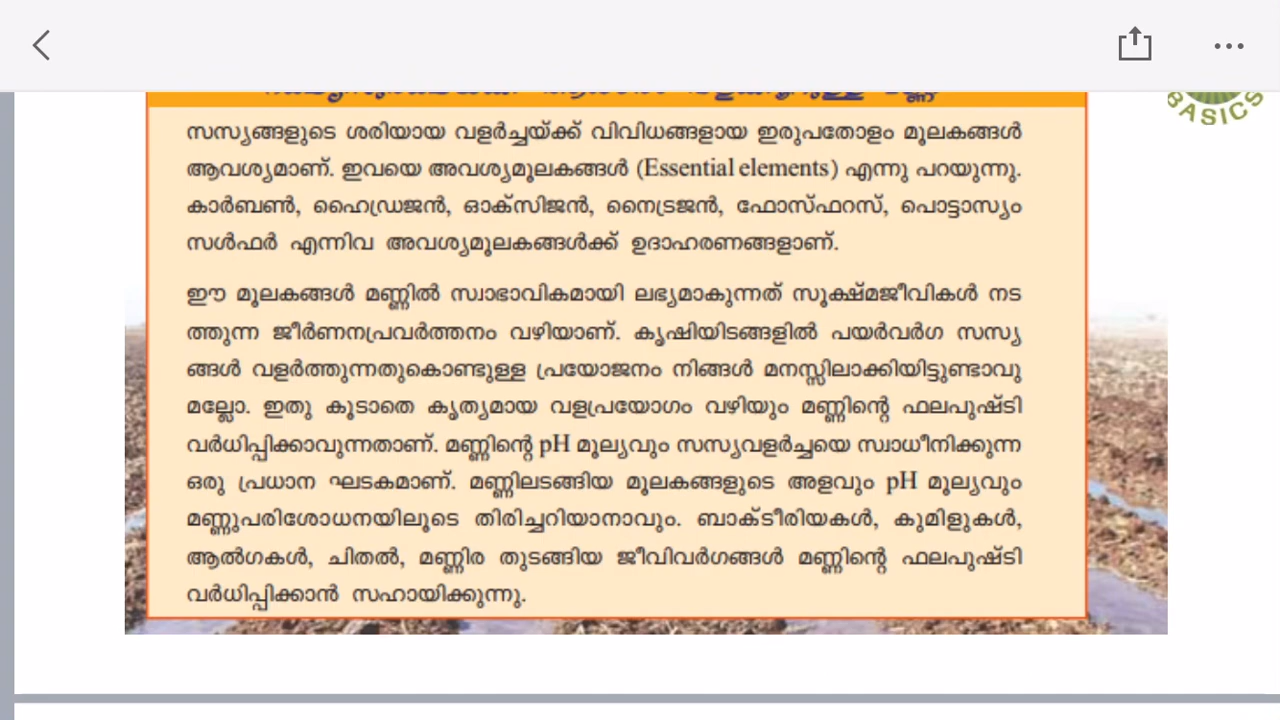 BASICS
സസ്യങ്ങളുടെ ശരിയായ വളർച്ചയ്ക്ക് വിവിധങ്ങളായ ഇരുപതോളം മൂലകങ്ങൾ
ആവശ്യമാണ്. ഇവയെ അവശ്യമൂലകങ്ങൾ (Essential elements) എന്നു പറയുന്നു.
കാർബൺ, ഹൈഡ്രജൻ, ഓക്സിജൻ, നൈട്രജൻ, ഫോസ്ഫറസ്, പൊട്ടാസ്യം
സൾഫർ എന്നിവ അവശ്യമൂലകങ്ങൾക്ക് ഉദാഹരണങ്ങളാണ്.
ഈ മൂലകങ്ങൾ മണ്ണിൽ സ്വാഭാവികമായി ലഭ്യമാകുന്നത് സൂക്ഷ്മജീവികൾ നട
ത്തുന്ന ജീർണനപ്രവർത്തനം വഴിയാണ്. കൃഷിയിടങ്ങളിൽ പയർവർഗ സസ്യ
ങ്ങൾ വളർത്തുന്നതുകൊണ്ടുള്ള പ്രയോജനം നിങ്ങൾ മനസ്സിലാക്കിയിട്ടുണ്ടാവു
മല്ലോ. ഇതു കൂടാതെ കൃത്യമായ വളപ്രയോഗം വഴിയും മണ്ണിന്റെ ഫലപുഷ്ടി
വർധിപ്പിക്കാവുന്നതാണ്. മണ്ണിന്റെ pH മൂല്യവും സസ്യവളർച്ചയെ സ്വാധീനിക്കുന്ന
ഒരു പ്രധാന ഘടകമാണ്. മണ്ണിലടങ്ങിയ മൂലകങ്ങളുടെ അളവും pH മൂല്യവും
മണ്ണുപരിശോധനയിലൂടെ തിരിച്ചറിയാനാവും. ബാക്ടീരിയകൾ, കുമിളുകൾ,
ആൽഗകൾ, ചിതൽ, മണ്ണിര തുടങ്ങിയ ജീവിവർഗങ്ങൾ മണ്ണിന്റെ ഫലപുഷ്ടി
വർധിപ്പിക്കാൻ സഹായിക്കുന്നു.